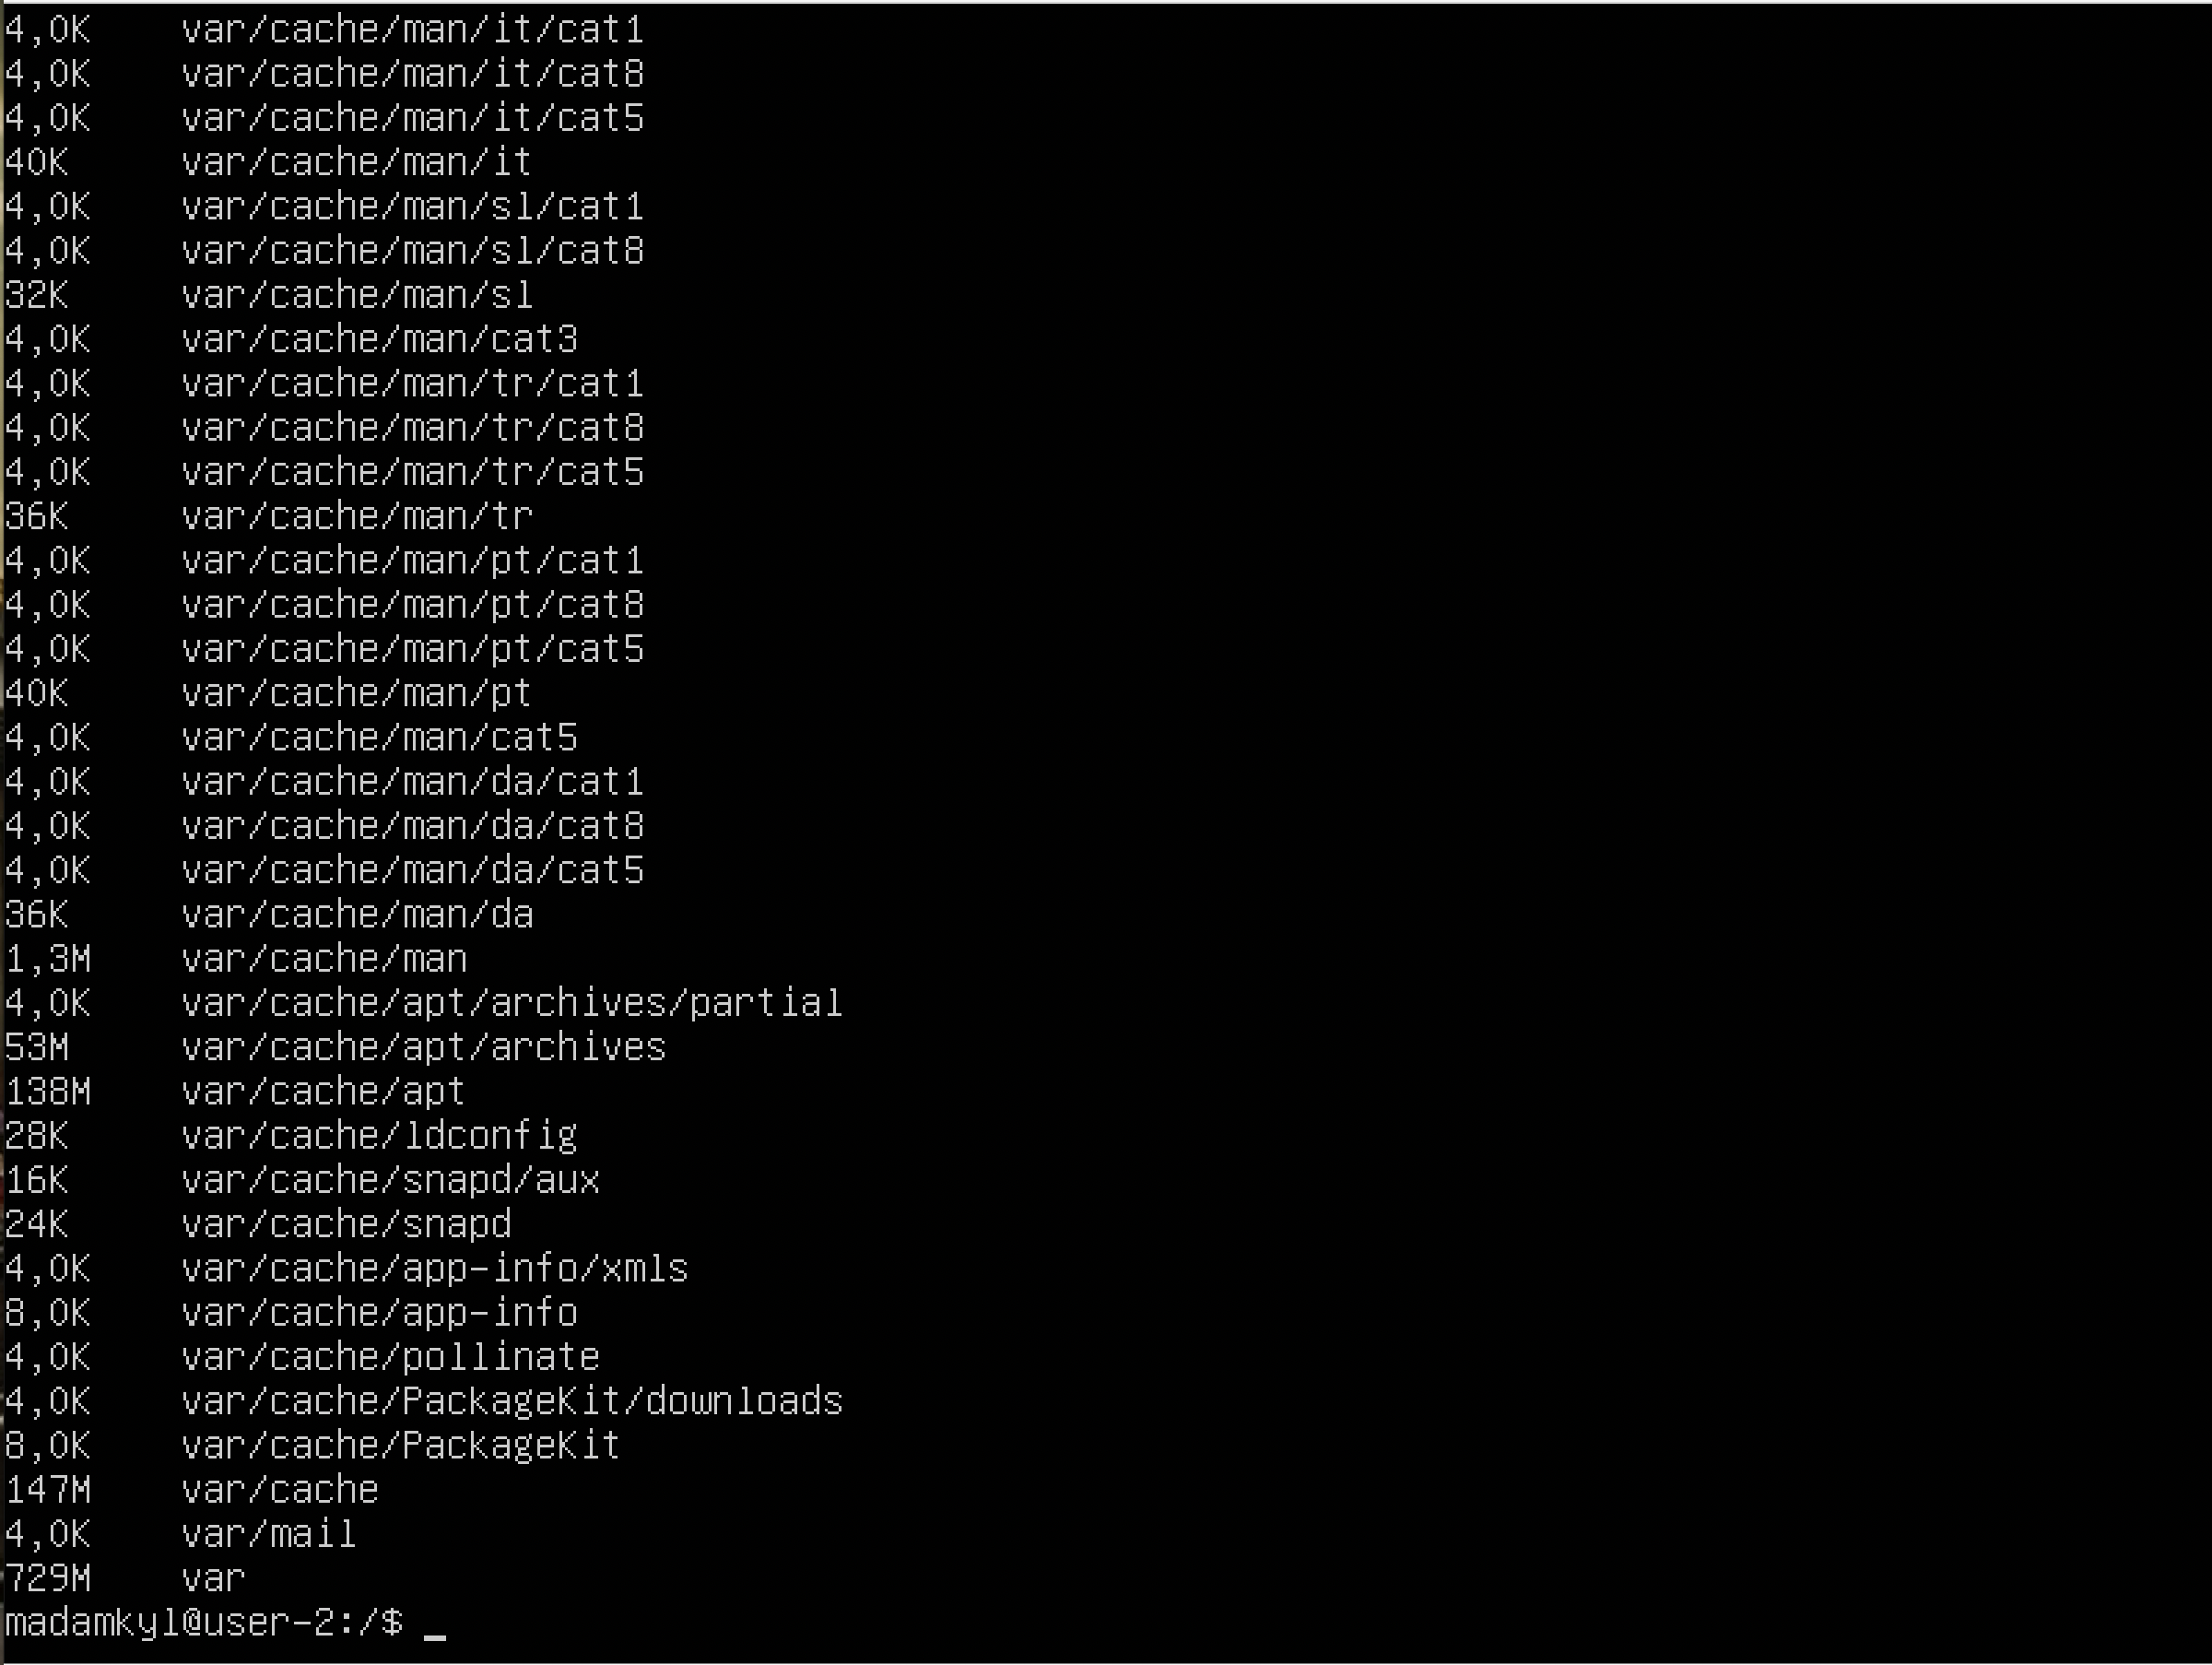 4,0K    var/cache/man/it/cat1
4,0K    var/cache/man/it/cat8
4,0K    var/cache/man/it/cat5
40K     var/cache/man/it
4,0K    var/cache/man/sl/cat1
4,0K    var/cache/man/sl/cat8
32K     var/cache/man/sl
4,0K    var/cache/man/cat3
4,0K    var/cache/man/tr/cat1
4,0K    var/cache/man/tr/cat8
4,0K    var/cache/man/tr/cat5
36K     var/cache/man/tr
4,0K    var/cache/man/pt/cat1
4,0K    var/cache/man/pt/cat8
4,0K    var/cache/man/pt/cat5
40K     var/cache/man/pt
4,0K    var/cache/man/cat5
4,0K    var/cache/man/da/cat1
4,0K    var/cache/man/da/cat8
4,0K    var/cache/man/da/cat5
36K     var/cache/man/da
1,3M    var/cache/man
4,0K    var/cache/apt/archives/partial
53M     var/cache/apt/archives
138M    var/cache/apt
28K     var/cache/ldconfig
16K     var/cache/snapd/aux
24K     var/cache/snapd
4,0K    var/cache/app-info/xmls
8,0K    var/cache/app-info
4,0K    var/cache/pollinate
4,0K    var/cache/PackageKit/downloads
8,0K    var/cache/PackageKit
147M    var/cache
4,0K    var/mail
729M    var
madamkyl@user-2:/$ _